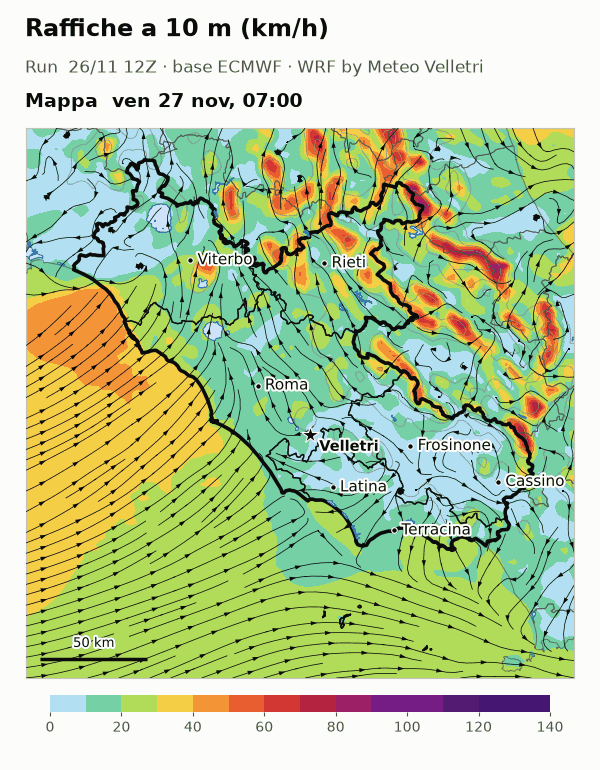 Raffiche a 10 m (km/h)
Run 26/11 12Z · base ECMWF · WRF by Meteo Velletri
Mappa ven 27 nov, 07:00
Viterbo
Rieti
Roma
Velletri
Frosinone
Latina
Cassino
Terracina
50 km
0 20 40 60 80 100 120 140